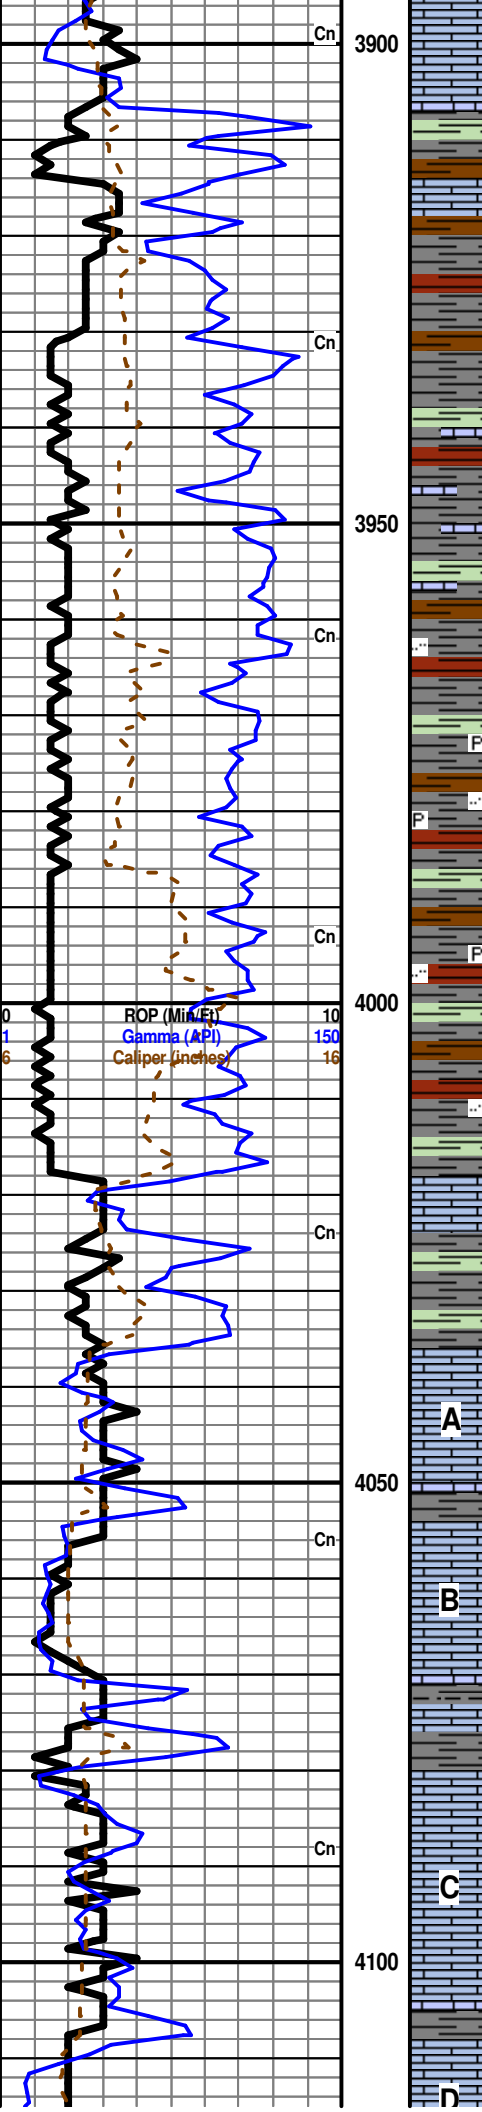 Cn
3900
Cn
3950
Cn
P
P
Cn
P
4000
0 ROP (Min/Ft) 10
1 Gamma (API) 150
6 Caliper (inches) 16
Cn
A
4050
Cn
B
Cn
C
4100
D